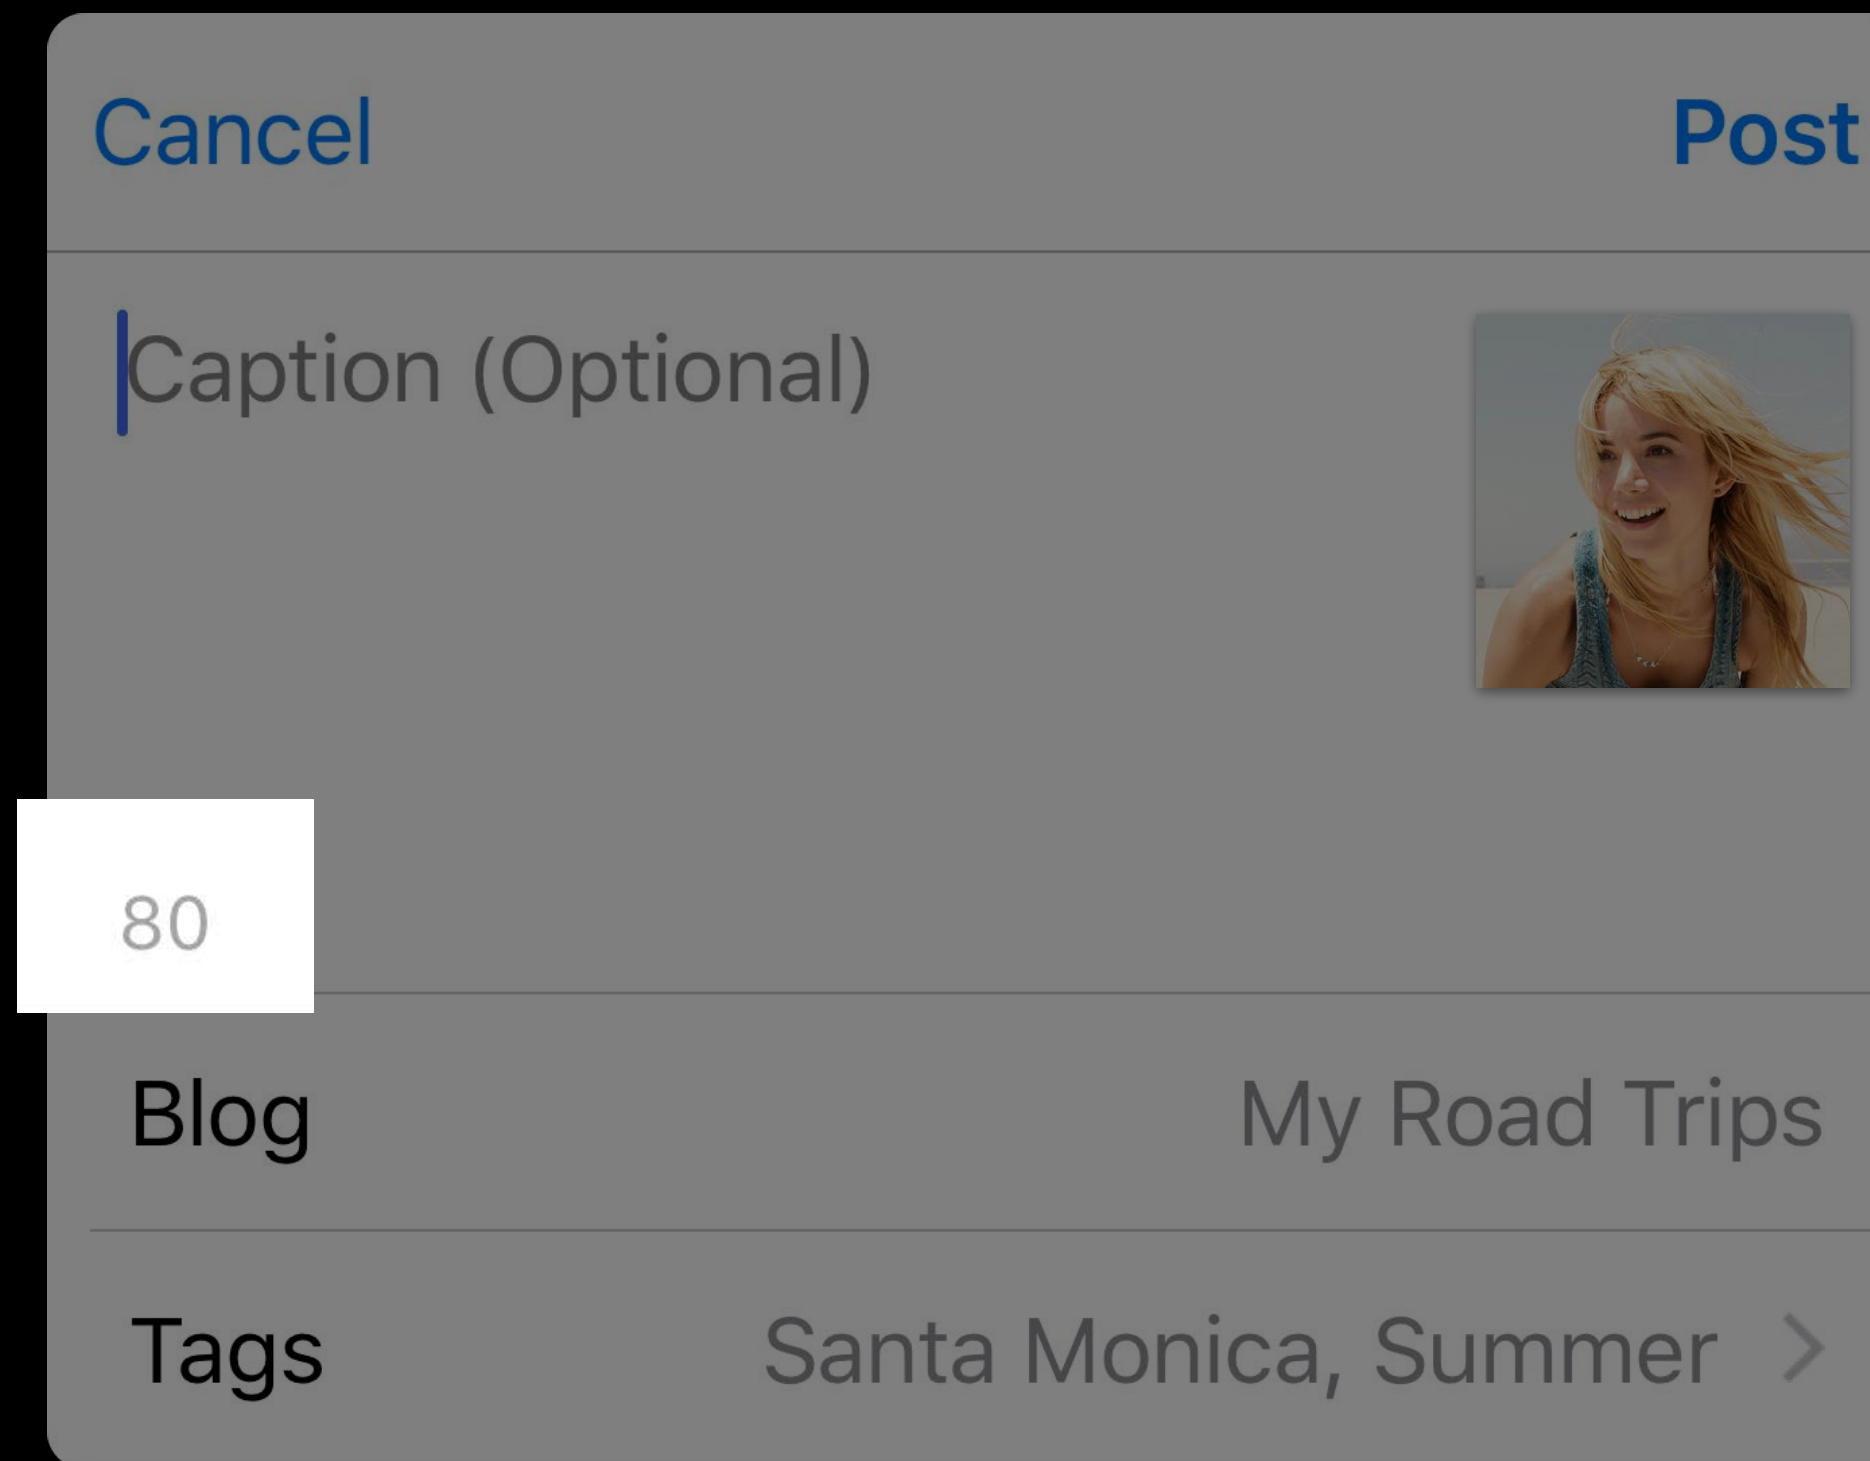 Cancel Post
Caption (Optional)
80
Blog My Road Trips
Tags Santa Monica, Summer